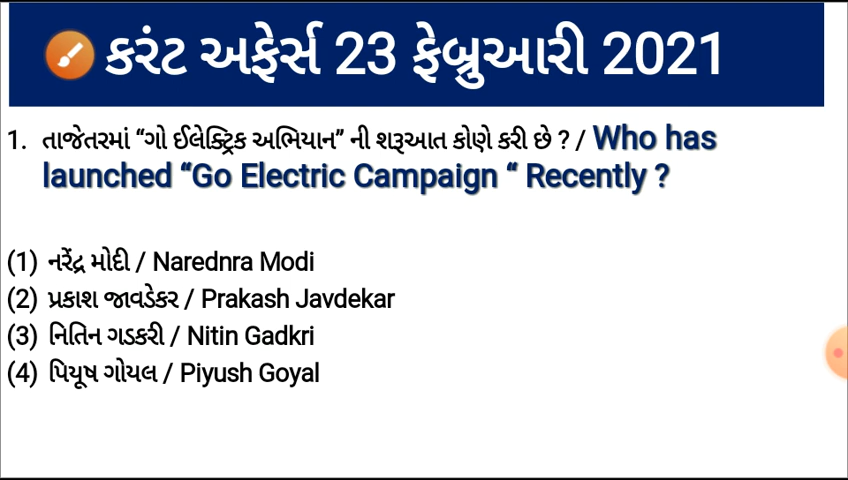 કરંટ અફેર્સ 23 ફેબ્રુઆરી 2021
1. તાજેતરમાં “ગો ઈલેક્ટ્રિક અભિયાન” ની શરૂઆત કોણે કરી છે ? / Who has
launched “Go Electric Campaign “ Recently ?
(1) નરેંદ્ર મોદી / Narednra Modi
(2) પ્રકાશ જાવડેકર / Prakash Javdekar
(3) નિતિન ગડકરી / Nitin Gadkri
(4) પિયૂષ ગોયલ / Piyush Goyal